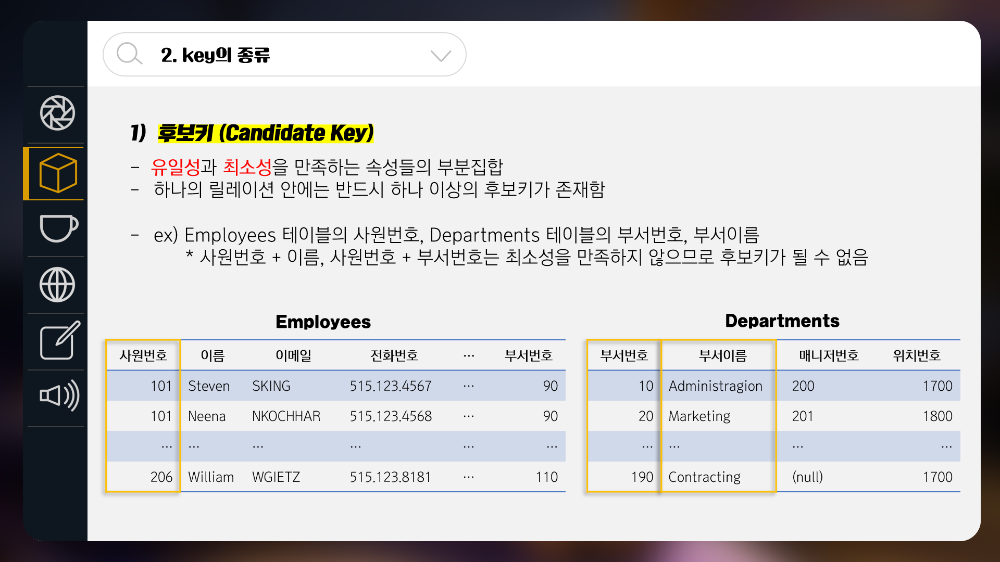 2. key의 종류
1) 후보키 (Candidate Key)
- 유일성과 최소성을 만족하는 속성들의 부분집합
- 하나의 릴레이션 안에는 반드시 하나 이상의 후보키가 존재함
- ex) Employees 테이블의 사원번호, Departments 테이블의 부서번호, 부서이름
* 사원번호 + 이름, 사원번호 + 부서번호는 최소성을 만족하지 않으므로 후보키가 될 수 없음
Employees
사원번호 이름 이메일 전화번호 … 부서번호
101 Steven SKING 515.123.4567 … 90
101 Neena NKOCHHAR 515.123.4568 … 90
… … … … … …
206 William WGIETZ 515.123.8181 … 110
Departments
부서번호 부서이름 매니저번호 위치번호
10 Administragion 200 1700
20 Marketing 201 1800
… … … …
190 Contracting (null) 1700